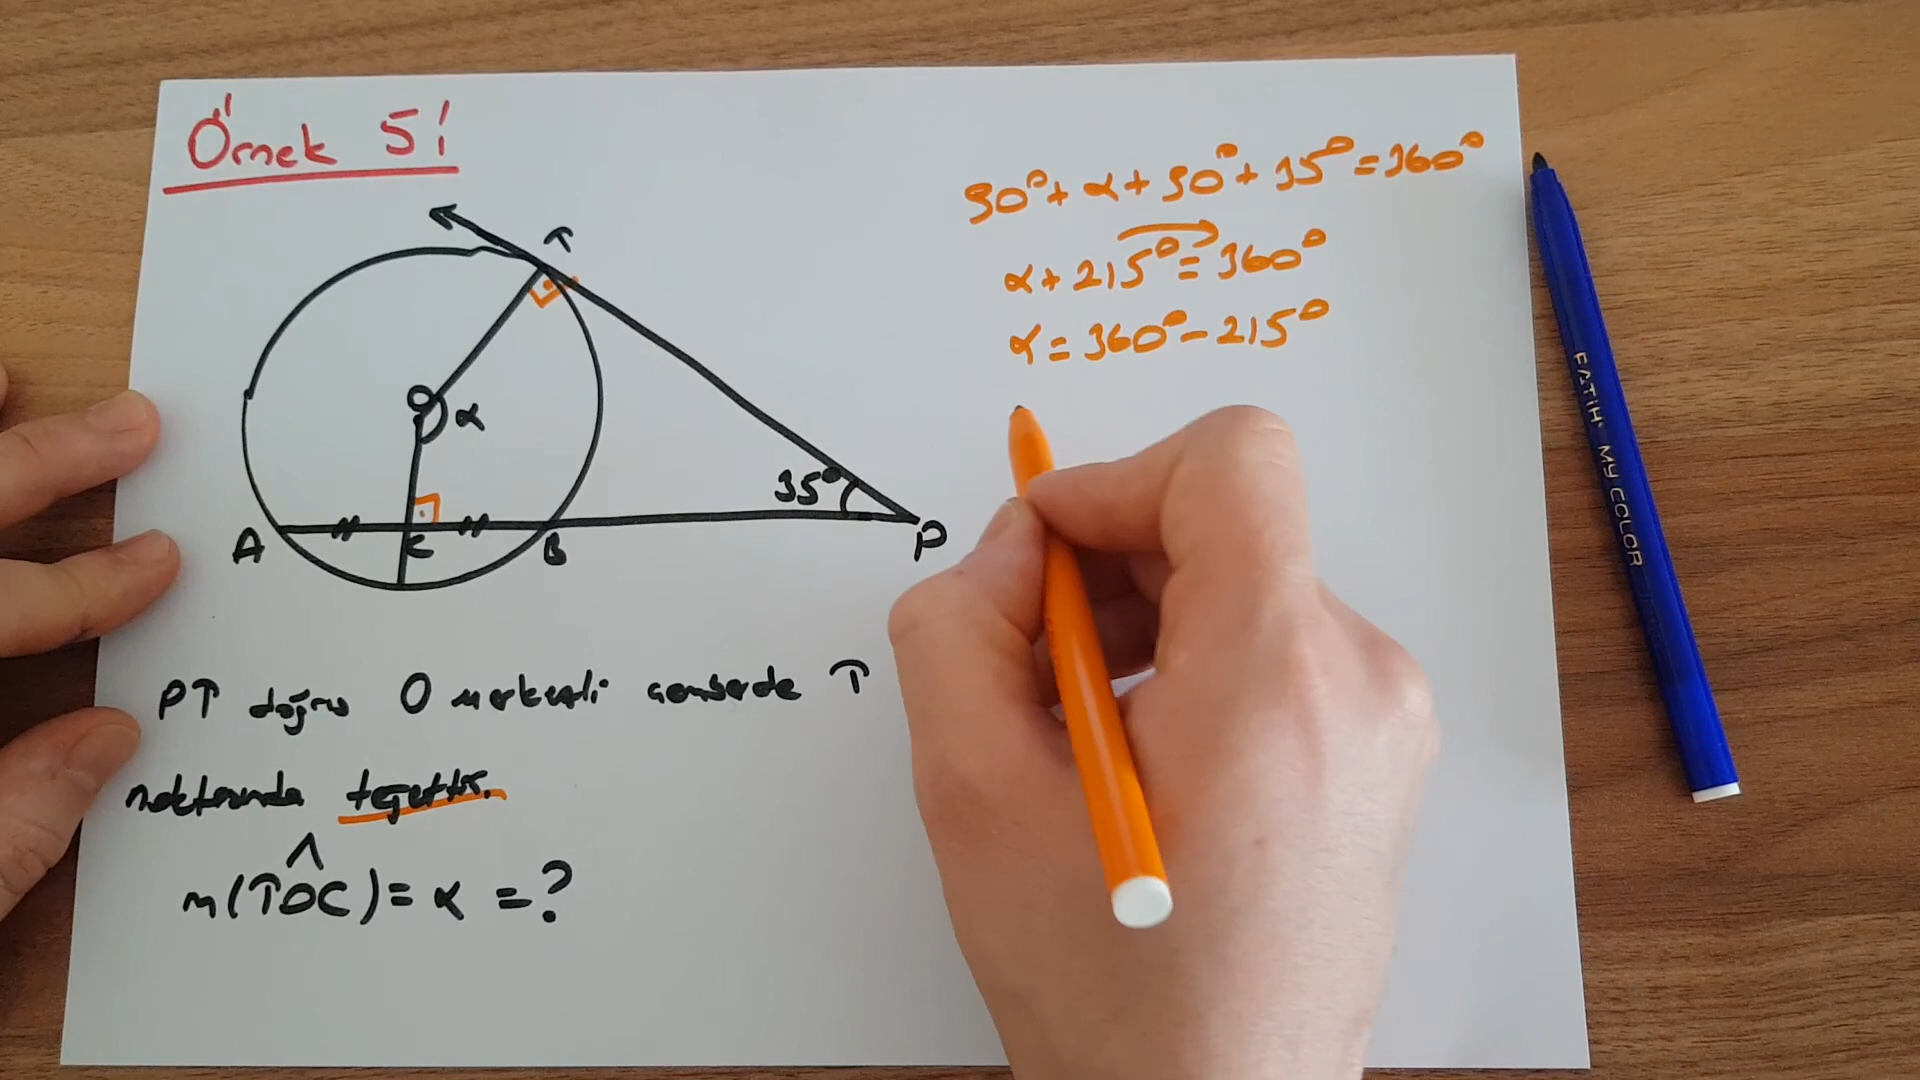 Örnek 5!
90° + α + 90° + 35° = 360°
α + 215° = 360°
α = 360° - 215°
T
O
α
35°
A
C
B
P
PT doğru O merkezli çemberde T
noktasında teğettir.
m(TOC) = α = ?
FATIH. MY COLOR